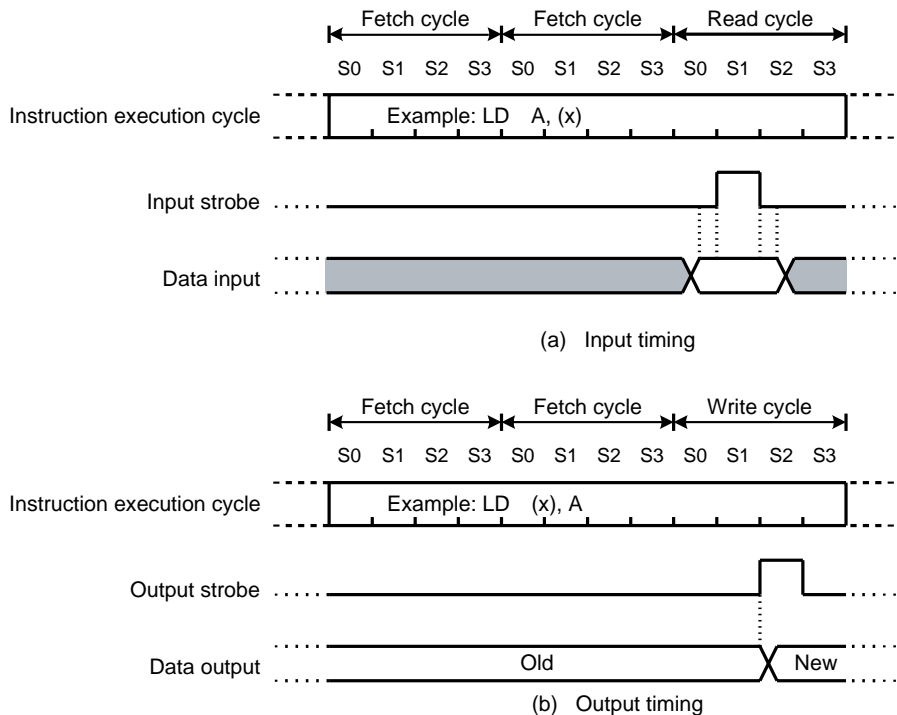 Fetch cycle Fetch cycle Read cycle
S0 S1 S2 S3 S0 S1 S2 S3 S0 S1 S2 S3
Instruction execution cycle Example: LD A, (x)
Input strobe
Data input
(a) Input timing
Fetch cycle Fetch cycle Write cycle
S0 S1 S2 S3 S0 S1 S2 S3 S0 S1 S2 S3
Instruction execution cycle Example: LD (x), A
Output strobe
Data output Old New
(b) Output timing